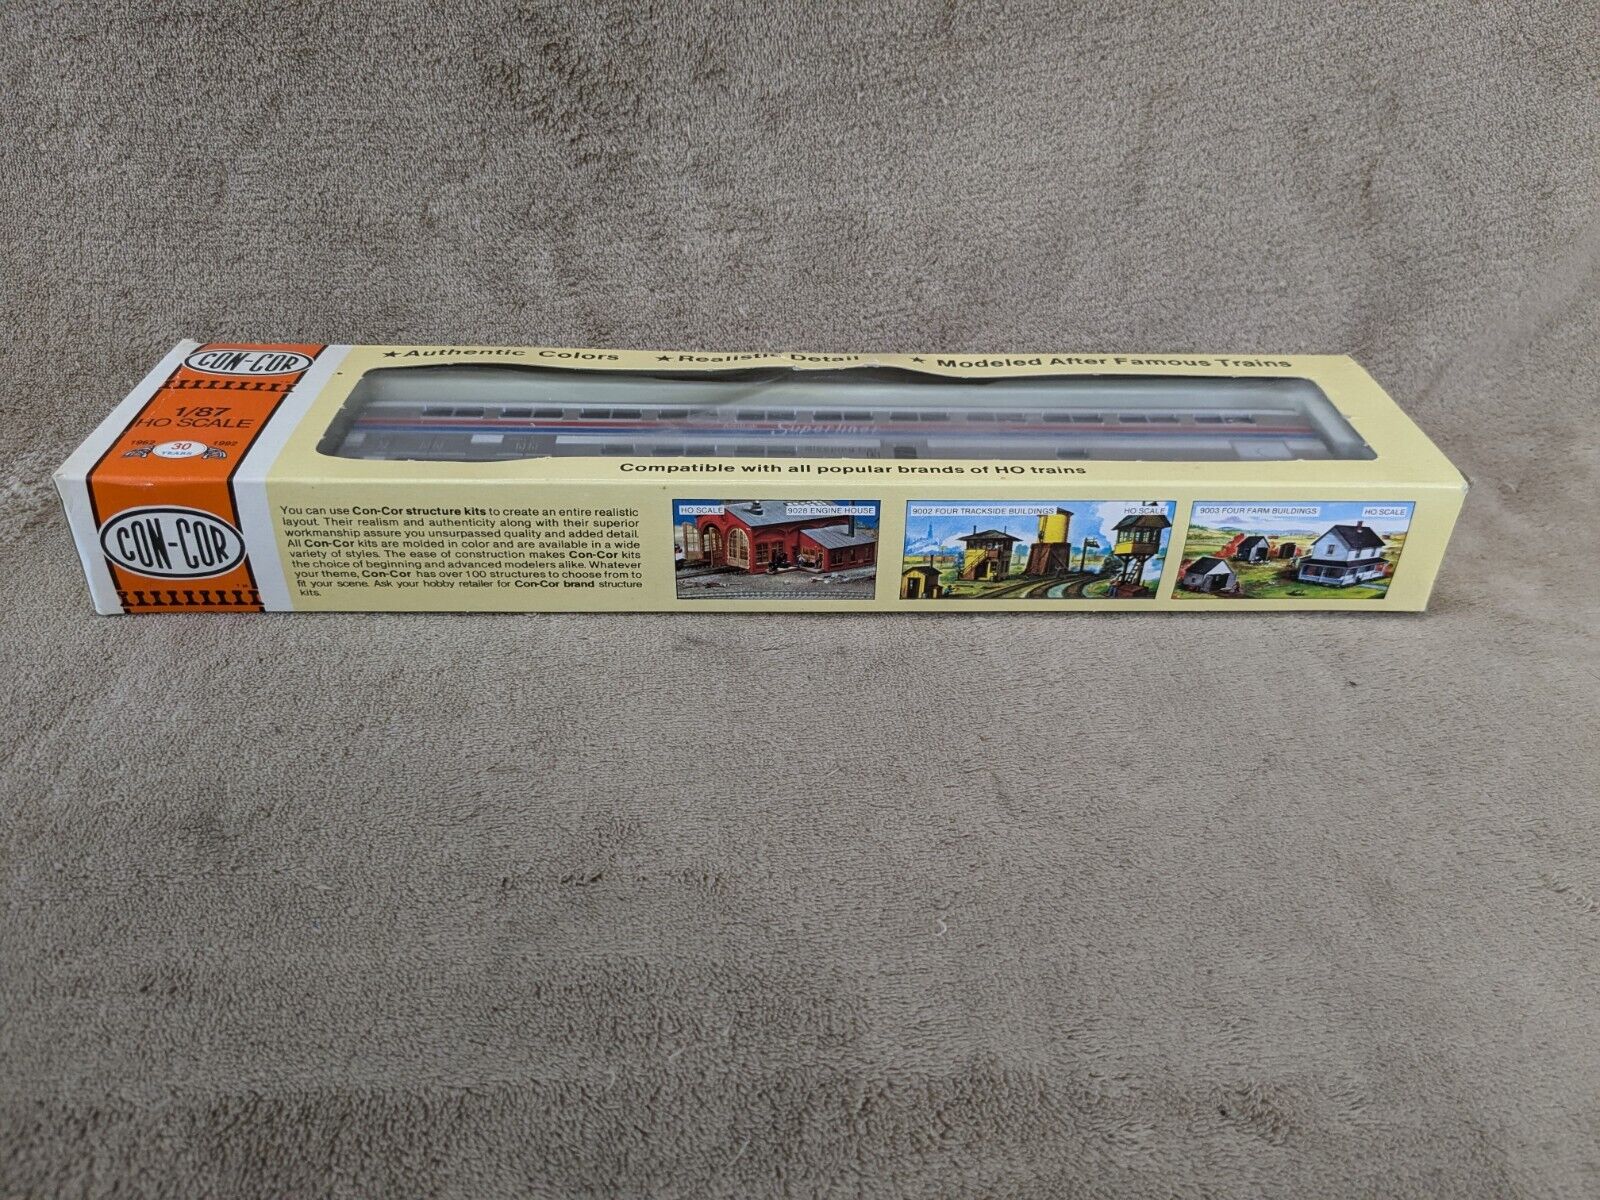 CON-COR
★Authentic Colors ★Realistic Detail ★Modeled After Famous Trains
1/87
HO SCALE
1962 30 1992
YEARS
Superliner
Compatible with all popular brands of HO trains
CON-COR
TM
You can use Con-Cor structure kits to create an entire realistic
layout. Their realism and authenticity along with their superior
workmanship assure you unsurpassed quality and added detail.
All Con-Cor kits are molded in color and are available in a wide
variety of styles. The ease of construction makes Con-Cor kits
the choice of beginning and advanced modelers alike. Whatever
your theme, Con-Cor has over 100 structures to choose from to
fit your scene. Ask your hobby retailer for Con-Cor brand structure
kits.
HO SCALE 9028 ENGINE HOUSE
9002 FOUR TRACKSIDE BUILDINGS HO SCALE
9003 FOUR FARM BUILDINGS HO SCALE